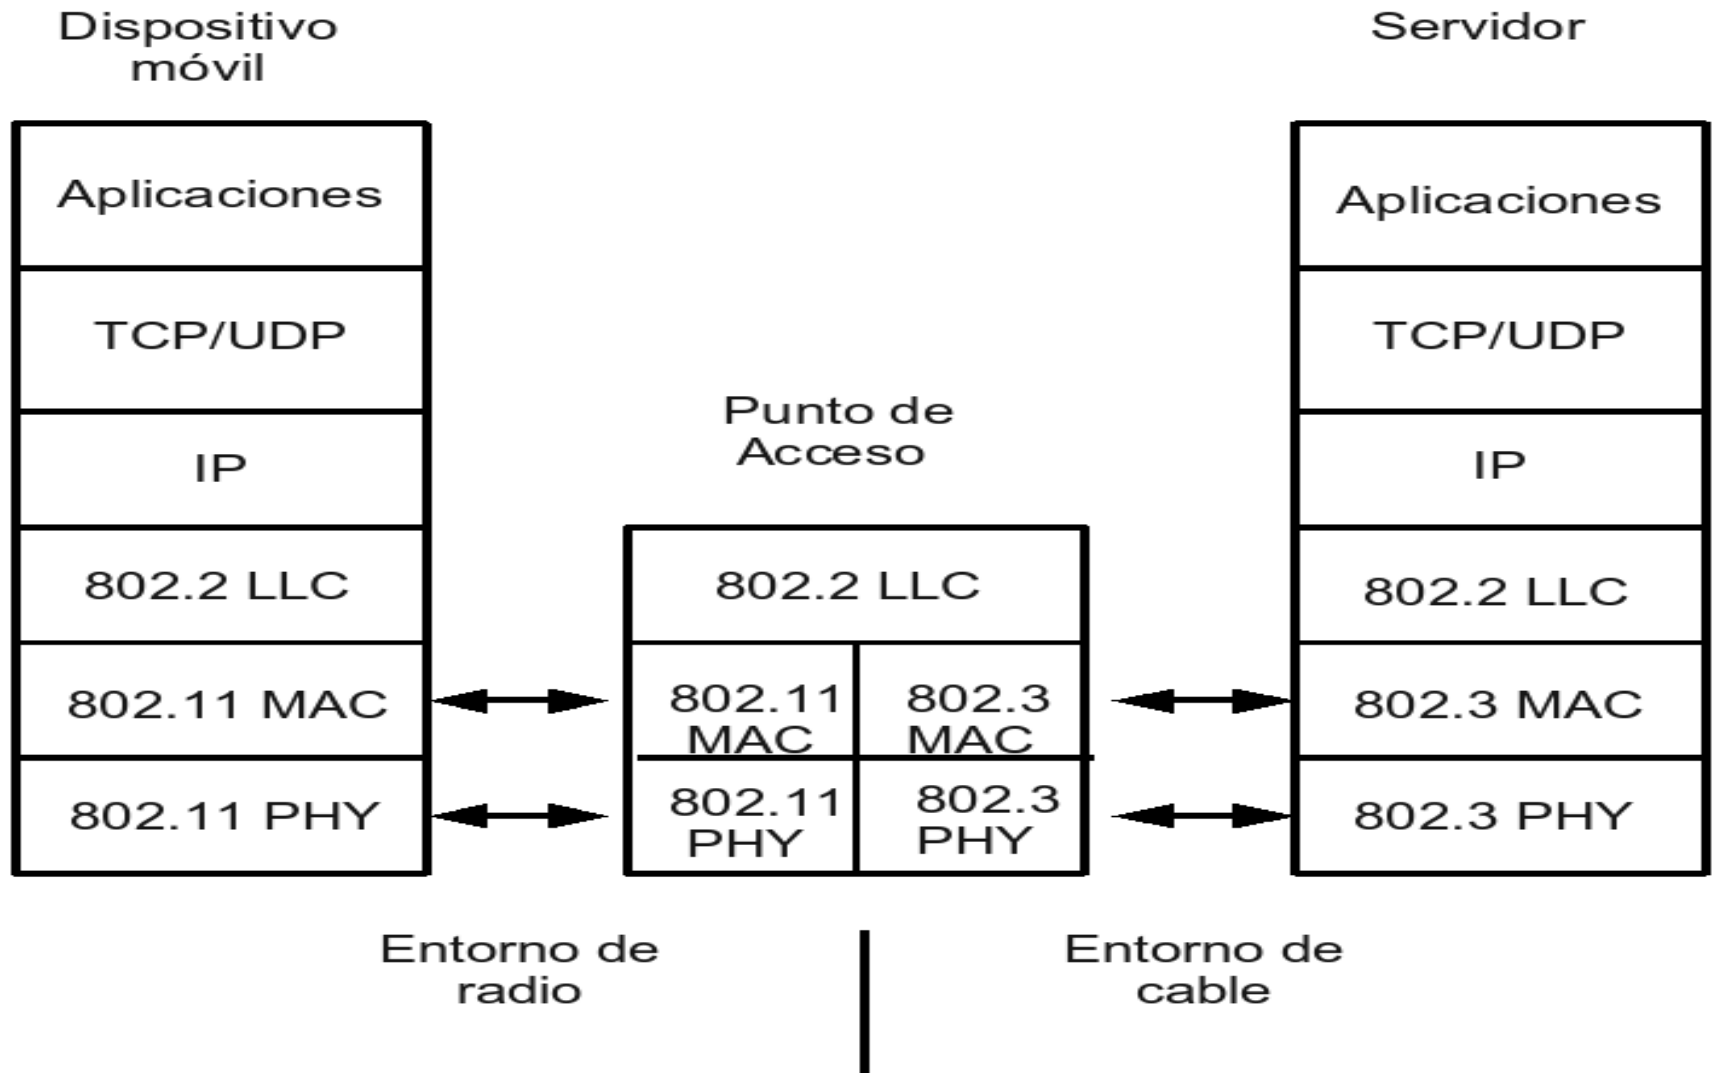 Dispositivo
móvil
Aplicaciones
TCP/UDP
IP
802.2 LLC
802.11 MAC
802.11 PHY
Punto de
Acceso
802.2 LLC
802.11
MAC
802.3
MAC
802.11
PHY
802.3
PHY
Servidor
Aplicaciones
TCP/UDP
IP
802.2 LLC
802.3 MAC
802.3 PHY
Entorno de
radio
Entorno de
cable